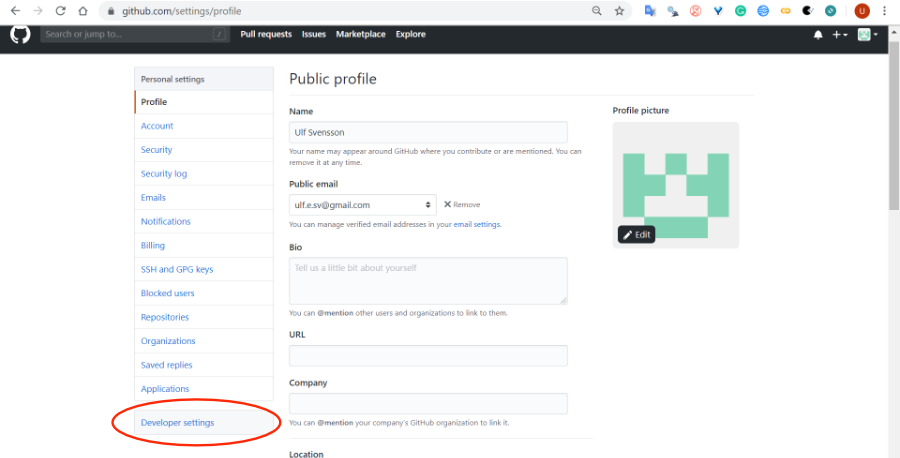 github.com/settings/profile
U
Search or jump to...
/
Pull requests Issues Marketplace Explore
Personal settings
Profile
Account
Security
Security log
Emails
Notifications
Billing
SSH and GPG keys
Blocked users
Repositories
Organizations
Saved replies
Applications
Developer settings
Public profile
Name
Ulf Svensson
Your name may appear around GitHub where you contribute or are mentioned. You can
remove it at any time.
Public email
ulf.e.sv@gmail.com
Remove
You can manage verified email addresses in your email settings.
Bio
Tell us a little bit about yourself
You can @mention other users and organizations to link to them.
URL
Company
You can @mention your company's GitHub organization to link it.
Location
Profile picture
Edit